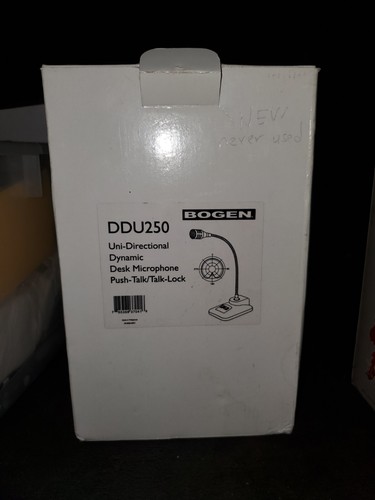 NEW
never used
BOGEN
DDU250
Uni-Directional
Dynamic
Desk Microphone
Push-Talk/Talk-Lock